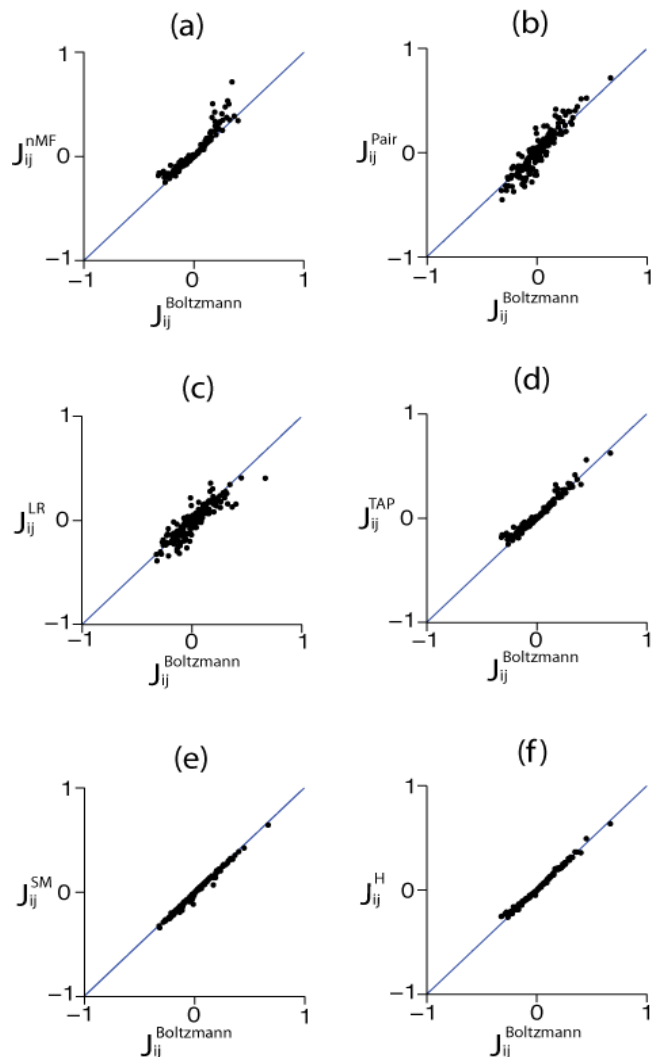 (a)
1
J_ij^nMF 0
−1
−1 0 1
J_ij^Boltzmann
(b)
1
J_ij^Pair 0
−1
−1 0 1
J_ij^Boltzmann
(c)
1
J_ij^LR 0
−1
−1 0 1
J_ij^Boltzmann
(d)
1
J_ij^TAP 0
−1
−1 0 1
J_ij^Boltzmann
(e)
1
J_ij^SM 0
−1
−1 0 1
J_ij^Boltzmann
(f)
1
J_ij^H 0
−1
−1 0 1
J_ij^Boltzmann